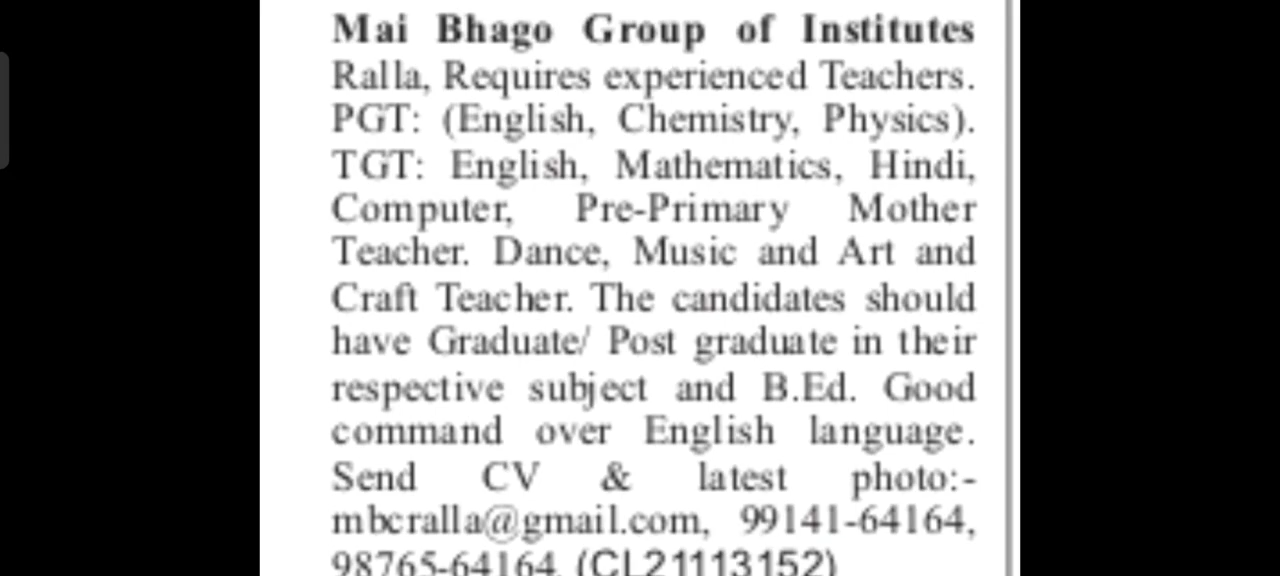 Mai Bhago Group of Institutes
Ralla, Requires experienced Teachers.
PGT: (English, Chemistry, Physics).
TGT: English, Mathematics, Hindi,
Computer, Pre-Primary Mother
Teacher. Dance, Music and Art and
Craft Teacher. The candidates should
have Graduate/ Post graduate in their
respective subject and B.Ed. Good
command over English language.
Send CV & latest photo:-
mbcralla@gmail.com, 99141-64164,
98765-64164. (CL21113152)